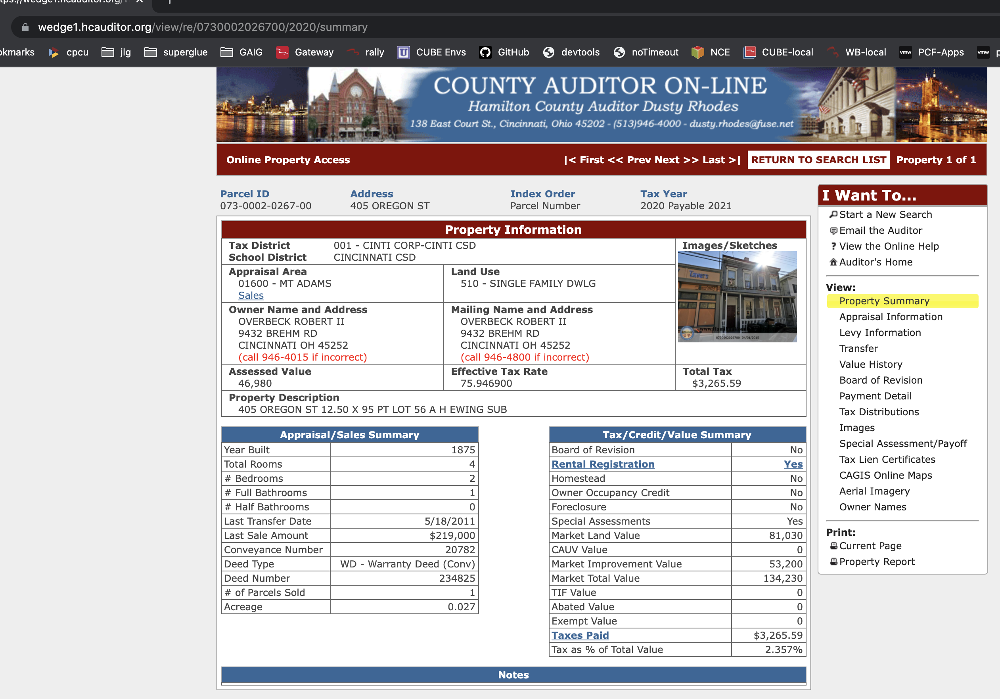 wedge1.hcauditor.org/view/re/0730002026700/2020/summary
cpcu jlg superglue GAIG Gateway rally CUBE Envs GitHub devtools noTimeout NCE CUBE-local WB-local vmw PCF-Apps vmw
COUNTY AUDITOR ON-LINE
Hamilton County Auditor Dusty Rhodes
138 East Court St., Cincinnati, Ohio 45202 - (513)946-4000 - dusty.rhodes@fuse.net
Online Property Access |< First << Prev Next >> Last >| RETURN TO SEARCH LIST Property 1 of 1
Parcel ID Address Index Order Tax Year
073-0002-0267-00 405 OREGON ST Parcel Number 2020 Payable 2021
Property Information
Tax District 001 - CINTI CORP-CINTI CSD
School District CINCINNATI CSD
Images/Sketches
Tavern
0730002026700 04/01/2015
Appraisal Area
01600 - MT ADAMS
Sales
Land Use
510 - SINGLE FAMILY DWLG
Owner Name and Address
OVERBECK ROBERT II
9432 BREHM RD
CINCINNATI OH 45252
(call 946-4015 if incorrect)
Mailing Name and Address
OVERBECK ROBERT II
9432 BREHM RD
CINCINNATI OH 45252
(call 946-4800 if incorrect)
Assessed Value
46,980
Effective Tax Rate
75.946900
Total Tax
$3,265.59
Property Description
405 OREGON ST 12.50 X 95 PT LOT 56 A H EWING SUB
Appraisal/Sales Summary
Year Built 1875
Total Rooms 4
# Bedrooms 2
# Full Bathrooms 1
# Half Bathrooms 0
Last Transfer Date 5/18/2011
Last Sale Amount $219,000
Conveyance Number 20782
Deed Type WD - Warranty Deed (Conv)
Deed Number 234825
# of Parcels Sold 1
Acreage 0.027
Tax/Credit/Value Summary
Board of Revision No
Rental Registration Yes
Homestead No
Owner Occupancy Credit No
Foreclosure No
Special Assessments Yes
Market Land Value 81,030
CAUV Value 0
Market Improvement Value 53,200
Market Total Value 134,230
TIF Value 0
Abated Value 0
Exempt Value 0
Taxes Paid $3,265.59
Tax as % of Total Value 2.357%
Notes
I Want To...
Start a New Search
Email the Auditor
? View the Online Help
Auditor's Home
View:
Property Summary
Appraisal Information
Levy Information
Transfer
Value History
Board of Revision
Payment Detail
Tax Distributions
Images
Special Assessment/Payoff
Tax Lien Certificates
CAGIS Online Maps
Aerial Imagery
Owner Names
Print:
Current Page
Property Report